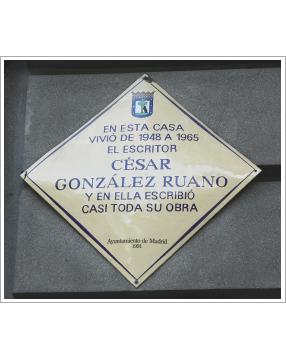 EN ESTA CASA
VIVIÓ DE 1948 A 1965
EL ESCRITOR
CÉSAR
GONZÁLEZ RUANO
Y EN ELLA ESCRIBIÓ
CASI TODA SU OBRA
Ayuntamiento de Madrid
1991